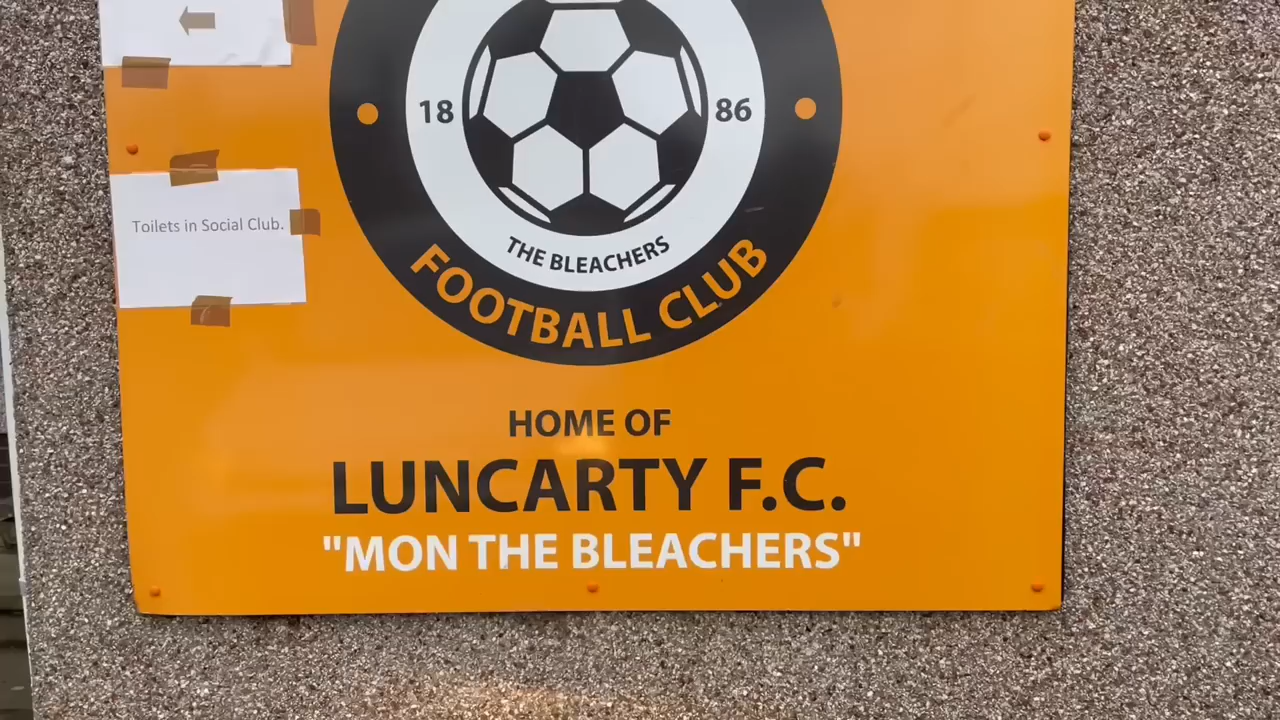 18
86
THE BLEACHERS
FOOTBALL CLUB
Toilets in Social Club.
HOME OF
LUNCARTY F.C.
"MON THE BLEACHERS"